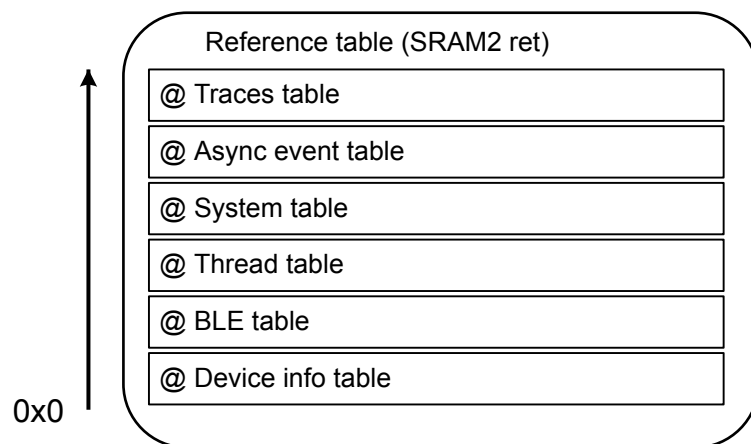 Reference table (SRAM2 ret)
@ Traces table
@ Async event table
@ System table
@ Thread table
@ BLE table
@ Device info table
0x0